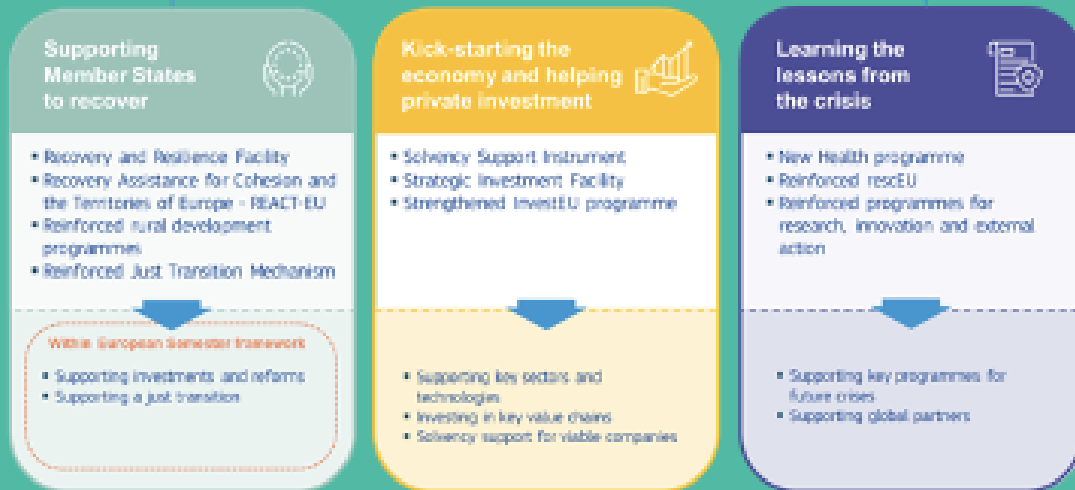 Supporting
Member States
to recover
• Recovery and Resilience Facility
• Recovery Assistance for Cohesion and
the Territories of Europe - REACT-EU
• Reinforced rural development
programmes
• Reinforced Just Transition Mechanism
Within European Semester framework
• Supporting investments and reforms
• Supporting a just transition
Kick-starting the
economy and helping
private investment
• Solvency Support Instrument
• Strategic Investment Facility
• Strengthened InvestEU programme
• Supporting key sectors and
technologies
• Investing in key value chains
• Solvency support for viable companies
Learning the
lessons from
the crisis
• New Health programme
• Reinforced rescEU
• Reinforced programmes for
research, innovation and external
action
• Supporting key programmes for
future crises
• Supporting global partners